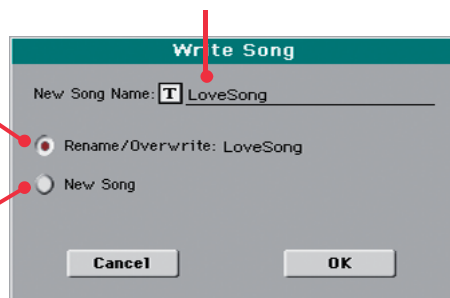 Write Song
New Song Name: T LoveSong
Rename/Overwrite: LoveSong
New Song
Cancel OK